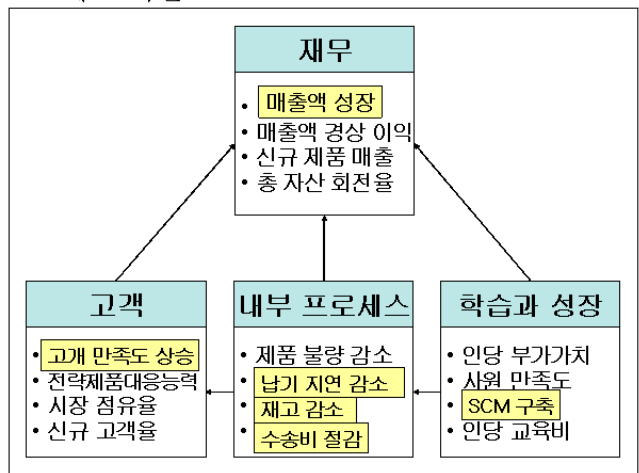 재무
• 매출액 성장
• 매출액 경상 이익
• 신규 제품 매출
• 총 자산 회전율
고객
• 고개 만족도 상승
• 전략제품대응능력
• 시장 점유율
• 신규 고객율
내부 프로세스
• 제품 불량 감소
• 납기 지연 감소
• 재고 감소
• 수송비 절감
학습과 성장
• 인당 부가가치
• 사원 만족도
• SCM 구축
• 인당 교육비